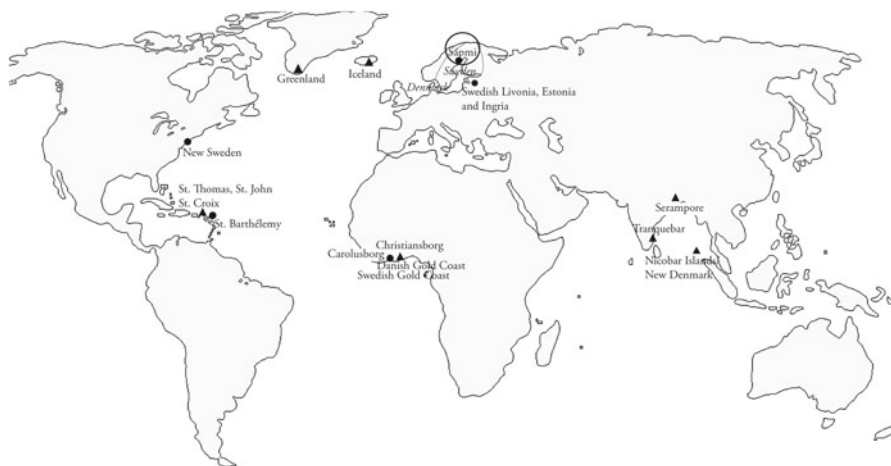 Sápmi
Greenland
Iceland
Sweden
Denmark
Swedish Livonia, Estonia
and Ingria
New Sweden
St. Thomas, St. John
St. Croix
St. Barthélemy
Serampore
Tranquebar
Christiansborg
Carolusborg
Danish Gold Coast
Swedish Gold Coast
Nicobar Islands/
New Denmark